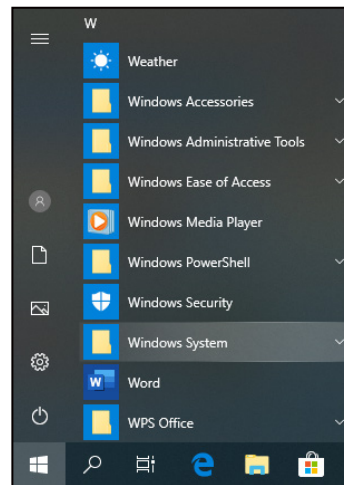 W
Weather
Windows Accessories
Windows Administrative Tools
Windows Ease of Access
Windows Media Player
Windows PowerShell
Windows Security
Windows System
W Word
WPS Office